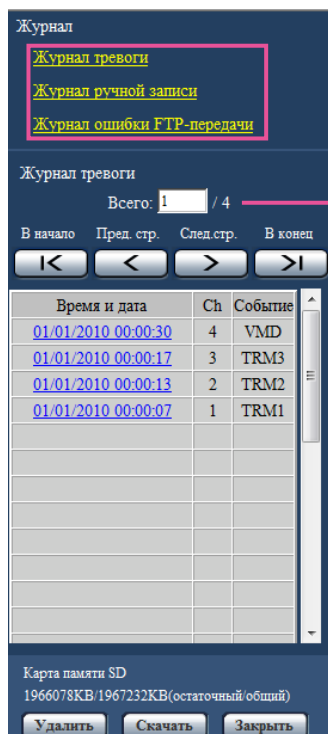 Журнал
Журнал тревоги
Журнал ручной записи
Журнал ошибки FTP-передачи
Журнал тревоги
Всего: 1 / 4
В начало Пред. стр. След.стр. В конец
Время и дата Ch Событие
01/01/2010 00:00:30 4 VMD
01/01/2010 00:00:17 3 TRM3
01/01/2010 00:00:13 2 TRM2
01/01/2010 00:00:07 1 TRM1
Карта памяти SD
1966078KB/1967232KB(остаточный/общий)
Удалить Скачать Закрыть